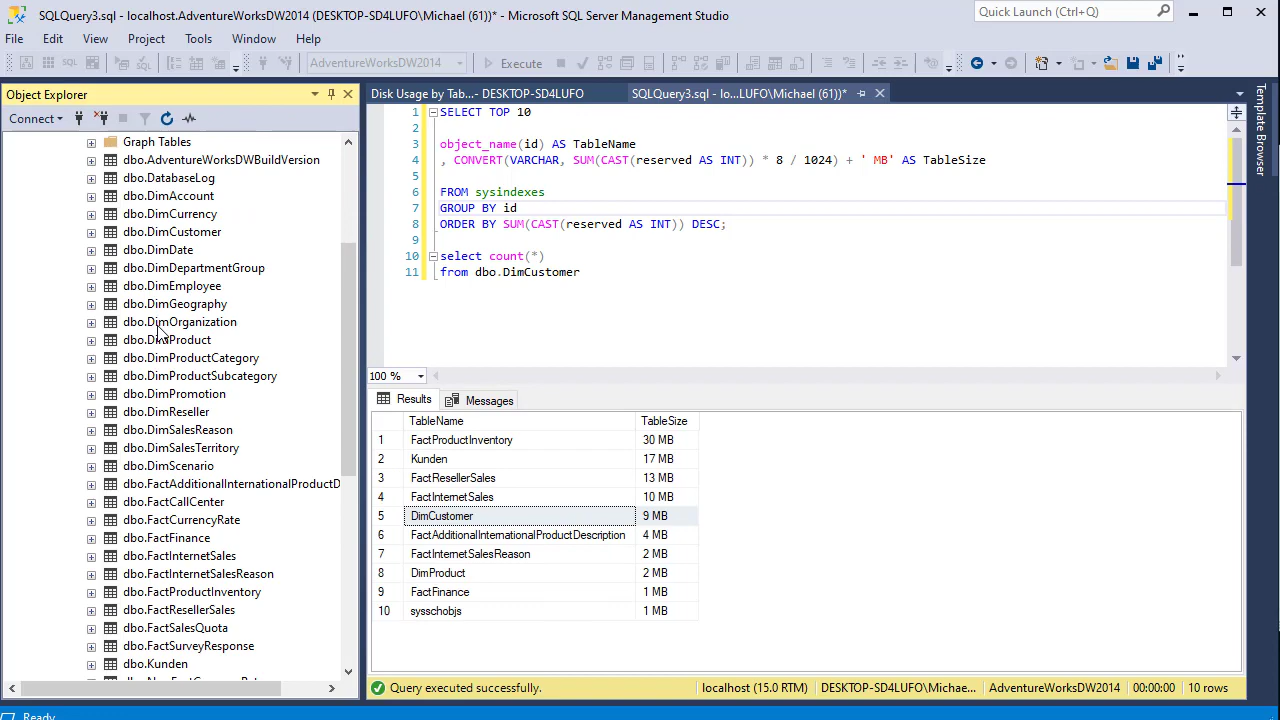 SQLQuery3.sql - localhost.AdventureWorksDW2014 (DESKTOP-SD4LUFO\Michael (61))* - Microsoft SQL Server Management Studio
Quick Launch (Ctrl+Q)
File Edit View Project Tools Window Help
AdventureWorksDW2014 Execute
Object Explorer
Connect
Graph Tables
dbo.AdventureWorksDWBuildVersion
dbo.DatabaseLog
dbo.DimAccount
dbo.DimCurrency
dbo.DimCustomer
dbo.DimDate
dbo.DimDepartmentGroup
dbo.DimEmployee
dbo.DimGeography
dbo.DimOrganization
dbo.DimProduct
dbo.DimProductCategory
dbo.DimProductSubcategory
dbo.DimPromotion
dbo.DimReseller
dbo.DimSalesReason
dbo.DimSalesTerritory
dbo.DimScenario
dbo.FactAdditionalInternationalProductD
dbo.FactCallCenter
dbo.FactCurrencyRate
dbo.FactFinance
dbo.FactInternetSales
dbo.FactInternetSalesReason
dbo.FactProductInventory
dbo.FactResellerSales
dbo.FactSalesQuota
dbo.FactSurveyResponse
dbo.Kunden
Disk Usage by Tab... - DESKTOP-SD4LUFO SQLQuery3.sql - lo...LUFO\Michael (61))*
1 SELECT TOP 10
2
3 object_name(id) AS TableName
4 , CONVERT(VARCHAR, SUM(CAST(reserved AS INT)) * 8 / 1024) + ' MB' AS TableSize
5
6 FROM sysindexes
7 GROUP BY id
8 ORDER BY SUM(CAST(reserved AS INT)) DESC;
9
10 select count(*)
11 from dbo.DimCustomer
100 %
Results Messages
TableName TableSize
1 FactProductInventory 30 MB
2 Kunden 17 MB
3 FactResellerSales 13 MB
4 FactInternetSales 10 MB
5 DimCustomer 9 MB
6 FactAdditionalInternationalProductDescription 4 MB
7 FactInternetSalesReason 2 MB
8 DimProduct 2 MB
9 FactFinance 1 MB
10 sysschobjs 1 MB
Query executed successfully. localhost (15.0 RTM) DESKTOP-SD4LUFO\Michae... AdventureWorksDW2014 00:00:00 10 rows
Template Browser
Ready